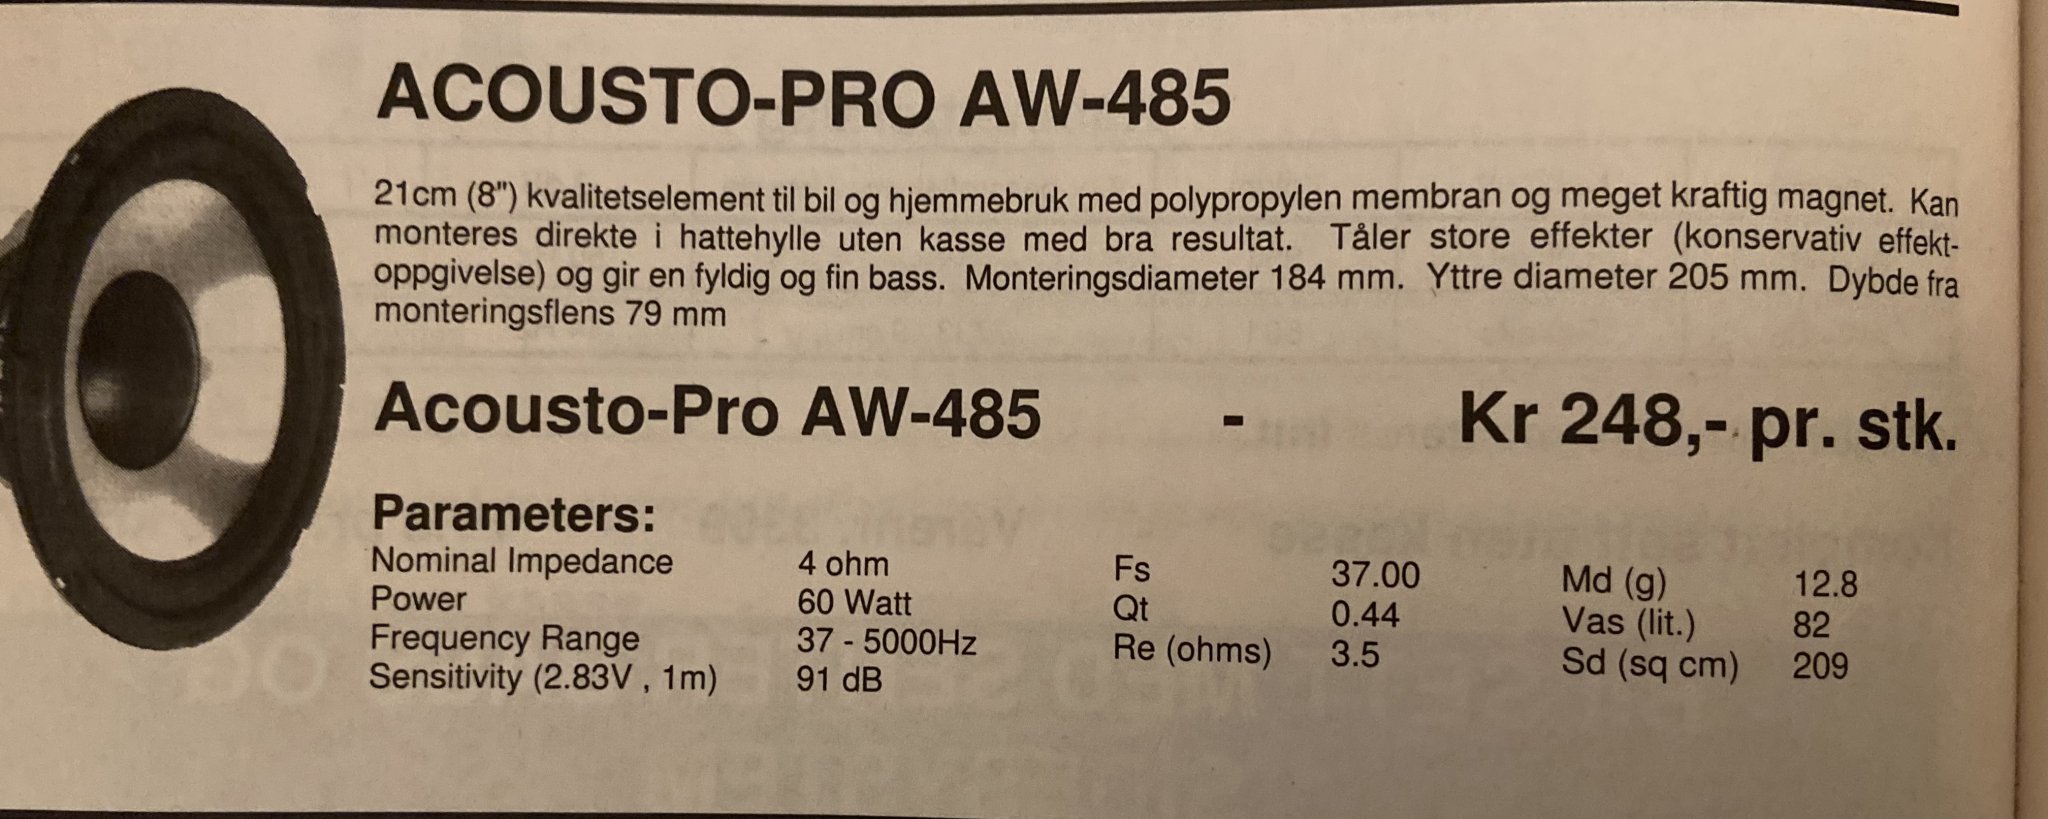 ACOUSTO-PRO AW-485
21cm (8") kvalitetselement til bil og hjemmebruk med polypropylen membran og meget kraftig magnet. Kan
monteres direkte i hattehylle uten kasse med bra resultat. Tåler store effekter (konservativ effekt-
oppgivelse) og gir en fyldig og fin bass. Monteringsdiameter 184 mm. Yttre diameter 205 mm. Dybde fra
monteringsflens 79 mm
Acousto-Pro AW-485 - Kr 248,- pr. stk.
Parameters:
Nominal Impedance 4 ohm Fs 37.00 Md (g) 12.8
Power 60 Watt Qt 0.44 Vas (lit.) 82
Frequency Range 37 - 5000Hz Re (ohms) 3.5 Sd (sq cm) 209
Sensitivity (2.83V , 1m) 91 dB